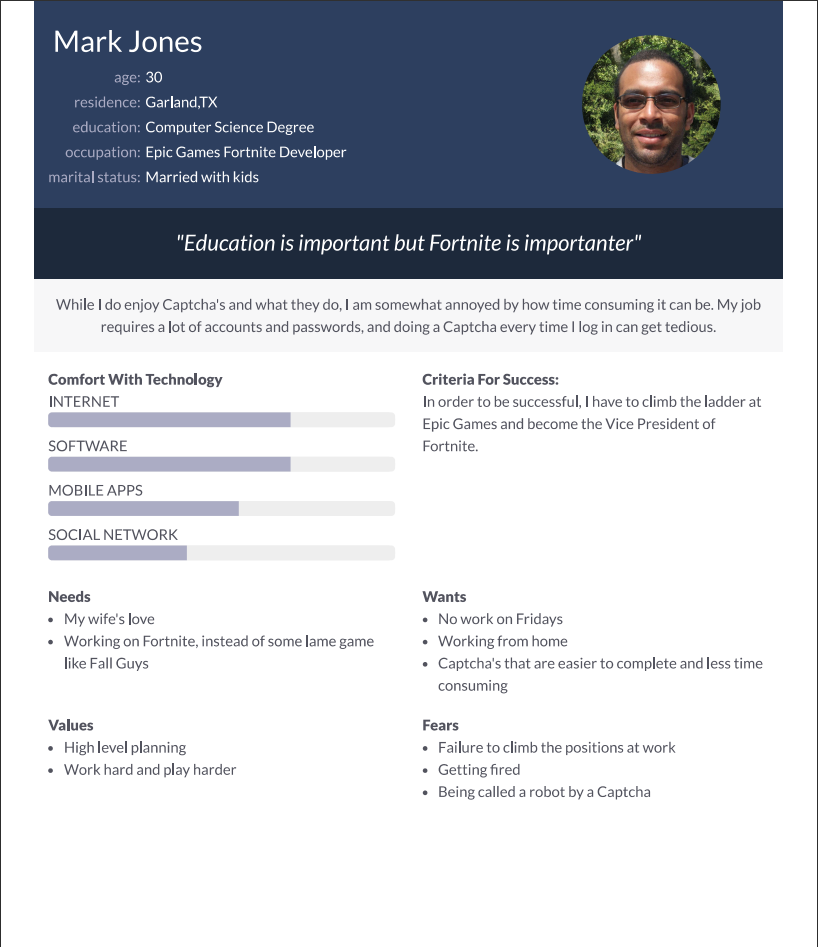 Mark Jones
age: 30
residence: Garland,TX
education: Computer Science Degree
occupation: Epic Games Fortnite Developer
marital status: Married with kids
"Education is important but Fortnite is importanter"
While I do enjoy Captcha's and what they do, I am somewhat annoyed by how time consuming it can be. My job
requires a lot of accounts and passwords, and doing a Captcha every time I log in can get tedious.
Comfort With Technology
INTERNET
SOFTWARE
MOBILE APPS
SOCIAL NETWORK
Criteria For Success:
In order to be successful, I have to climb the ladder at
Epic Games and become the Vice President of
Fortnite.
Needs
• My wife's love
• Working on Fortnite, instead of some lame game
like Fall Guys
Wants
• No work on Fridays
• Working from home
• Captcha's that are easier to complete and less time
consuming
Values
• High level planning
• Work hard and play harder
Fears
• Failure to climb the positions at work
• Getting fired
• Being called a robot by a Captcha